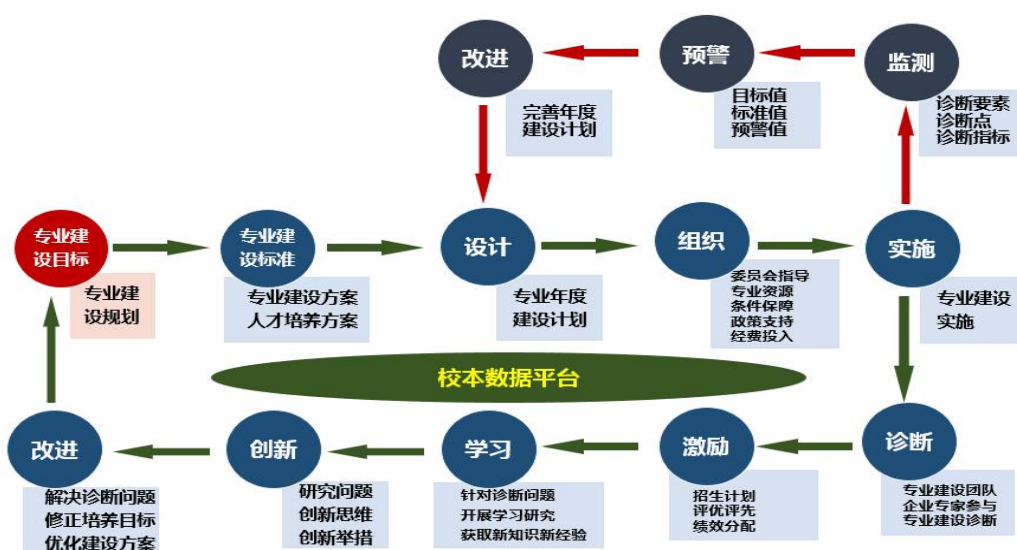 改进
预警
监测
完善年度
建设计划
目标值
标准值
预警值
诊断要素
诊断点
诊断指标
专业建
设目标
专业建
设标准
设计
组织
实施
专业建
设规划
专业建设方案
人才培养方案
专业年度
建设计划
委员会指导
专业资源
条件保障
政策支持
经费投入
专业建设
实施
校本数据平台
改进
创新
学习
激励
诊断
解决诊断问题
修正培养目标
优化建设方案
研究问题
创新思维
创新举措
针对诊断问题
开展学习研究
获取新知识新经验
招生计划
评优评先
绩效分配
专业建设团队
企业专家参与
专业建设诊断